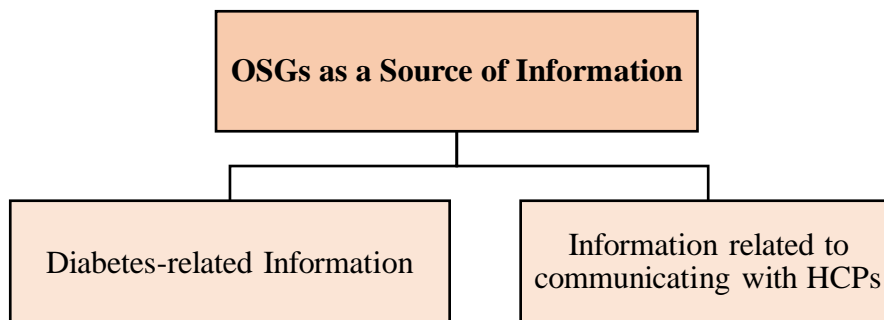 OSGs as a Source of Information
Diabetes-related Information
Information related to
communicating with HCPs